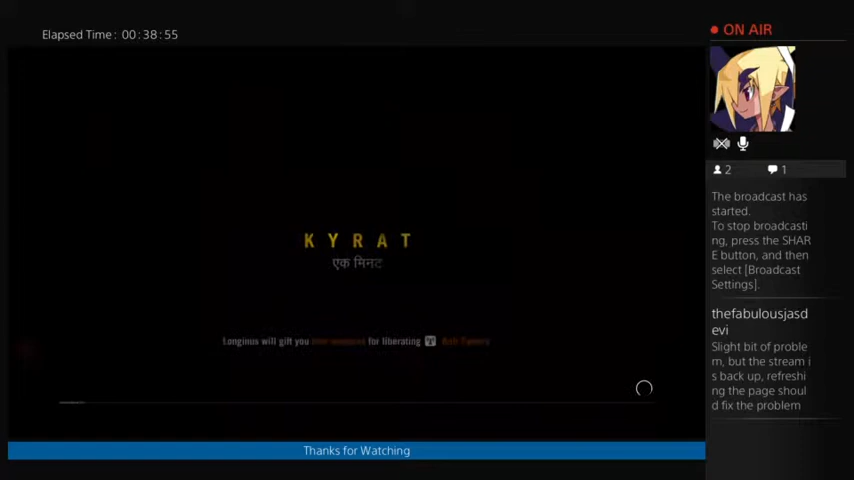 Elapsed Time: 00:38:55
ON AIR
2
1
The broadcast has
started.
To stop broadcasti
ng, press the SHAR
E button, and then
select [Broadcast
Settings].
thefabulousjasd
evi
Slight bit of proble
m, but the stream i
s back up, refreshi
ng the page shoul
d fix the problem
KYRAT
एक मिनट
Longinus will gift you for liberating
Thanks for Watching